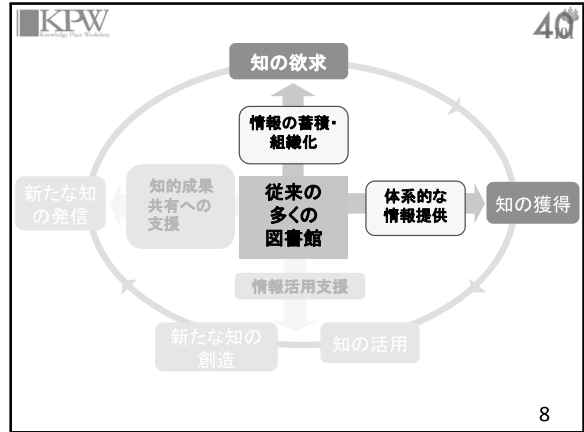 KPW
Knowledge Place Workshop
40
知の欲求
情報の蓄積・
組織化
新たな知
の発信
知的成果
共有への
支援
従来の
多くの
図書館
体系的な
情報提供
知の獲得
情報活用支援
新たな知の
創造
知の活用
8